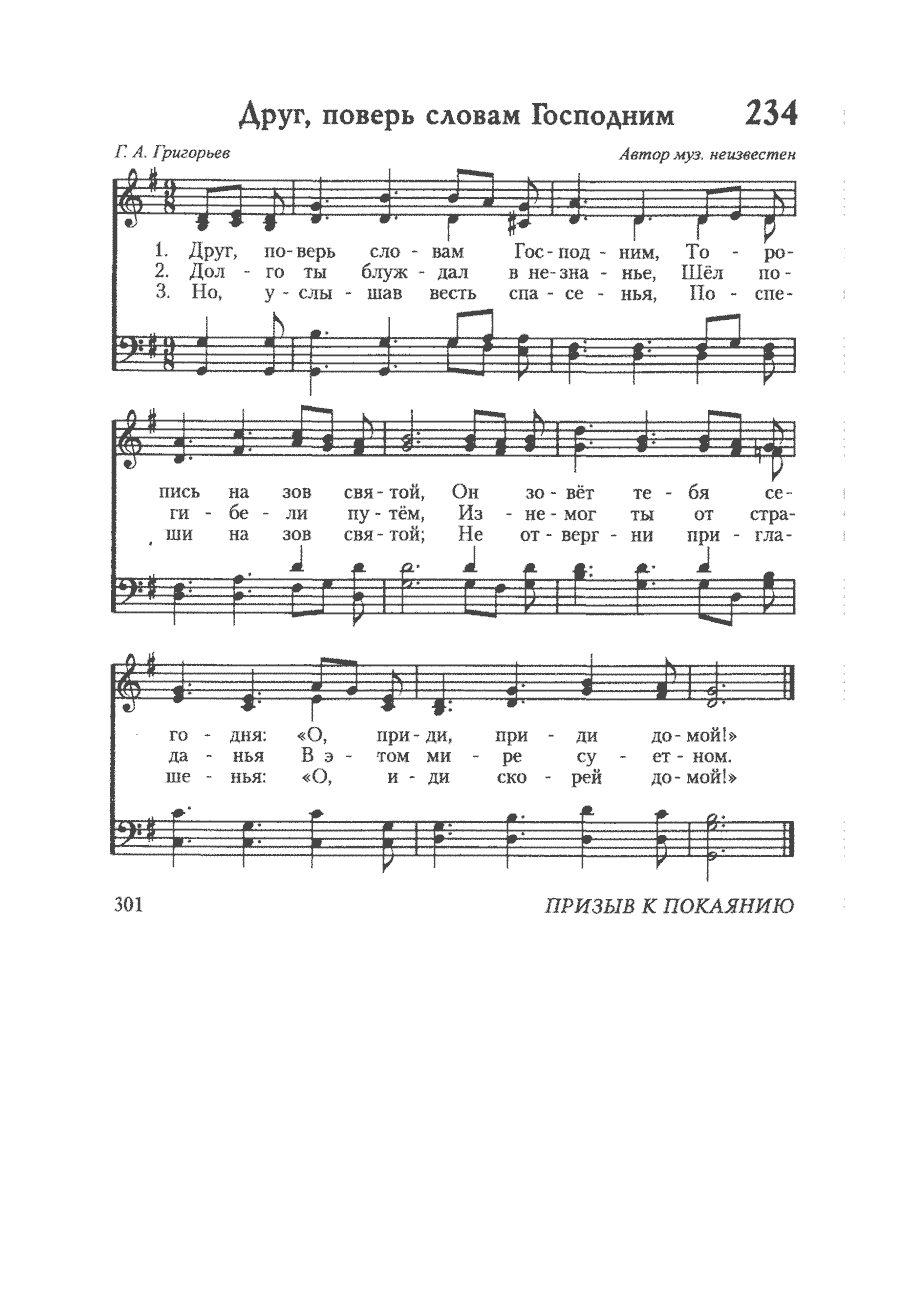 Друг, поверь словам Господним 234
Г. А. Григорьев Автор муз. неизвестен
1. Друг, по-верь сло - вам Гос-под - ним, То - ро-
2. Дол - го ты блуж - дал в не-зна - нье, Шёл по -
3. Но, у - слы - шав весть спа - се - нья, По - спе-
пись на зов свя-той, Он зо-вёт те - бя се-
ги - бе - ли пу-тём, Из - не-мог ты от стра-
ши на зов свя-той; Не от-верг - ни при - гла-
го - дня: «О, при-ди, при - ди до-мой!»
да - нья В э - том ми - ре су - ет-ном.
ше - нья: «О, и - ди ско - рей до-мой!»
301 ПРИЗЫВ К ПОКАЯНИЮ